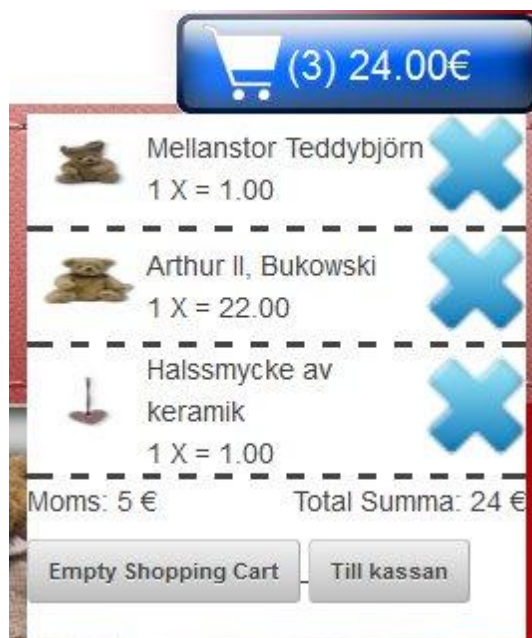 (3) 24.00€
Mellanstor Teddybjörn
1 X = 1.00
Arthur II, Bukowski
1 X = 22.00
Halssmycke av
keramik
1 X = 1.00
Moms: 5 € Total Summa: 24 €
Empty Shopping Cart Till kassan